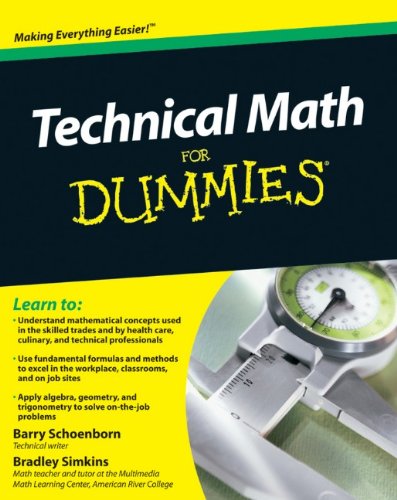 Making Everything Easier!™
Technical Math
FOR
DUMMIES®
Learn to:
• Understand mathematical concepts used
in the skilled trades and by health care,
culinary, and technical professionals
• Use fundamental formulas and methods
to excel in the workplace, classrooms,
and on job sites
• Apply algebra, geometry, and
trigonometry to solve on-the-job
problems
Barry Schoenborn
Technical writer
Bradley Simkins
Math teacher and tutor at the Multimedia
Math Learning Center, American River College
10